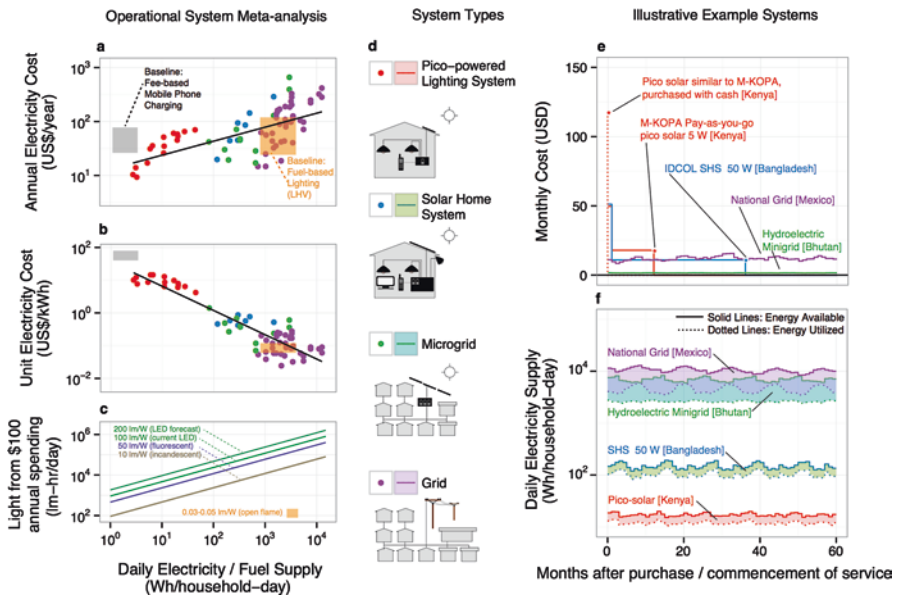 Operational System Meta-analysis
a
Annual Electricity Cost
(US$/year)
10³
10²
10¹
Baseline:
Fee-based
Mobile Phone
Charging
Baseline:
Fuel-based
Lighting
(LHV)
b
Unit Electricity Cost
(US$/kWh)
10²
10⁰
10⁻²
c
Light from $100
annual spending
(lm-hr/day)
10⁶
10⁴
10²
200 lm/W (LED forecast)
100 lm/W (current LED)
50 lm/W (fluorescent)
10 lm/W (incandescent)
0.03-0.05 lm/W (open flame)
10⁰
10¹
10²
10³
10⁴
Daily Electricity / Fuel Supply
(Wh/household-day)
System Types
d
Pico-powered
Lighting System
Solar Home
System
Microgrid
Grid
Illustrative Example Systems
e
Monthly Cost (USD)
150
100
50
0
Pico solar similar to M-KOPA,
purchased with cash [Kenya]
M-KOPA Pay-as-you-go
pico solar 5 W [Kenya]
IDCOL SHS 50 W [Bangladesh]
National Grid [Mexico]
Hydroelectric
Minigrid [Bhutan]
f
Solid Lines: Energy Available
Dotted Lines: Energy Utilized
Daily Electricity Supply
(Wh/household-day)
10⁴
10²
National Grid [Mexico]
Hydroelectric Minigrid [Bhutan]
SHS 50 W [Bangladesh]
Pico-solar [Kenya]
0
20
40
60
Months after purchase / commencement of service